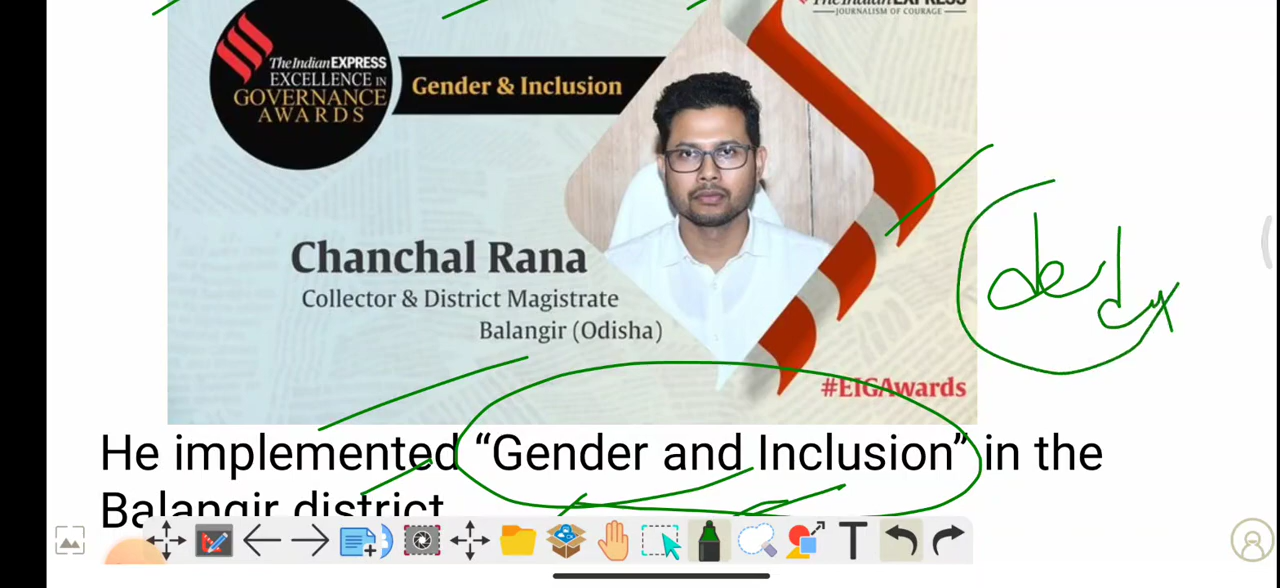 The Indian EXPRESS
JOURNALISM OF COURAGE
The Indian EXPRESS
EXCELLENCE IN
GOVERNANCE
AWARDS
Gender & Inclusion
Chanchal Rana
Collector & District Magistrate
Balangir (Odisha)
#EIGAwards
He implemented “Gender and Inclusion” in the
Balangir district
T